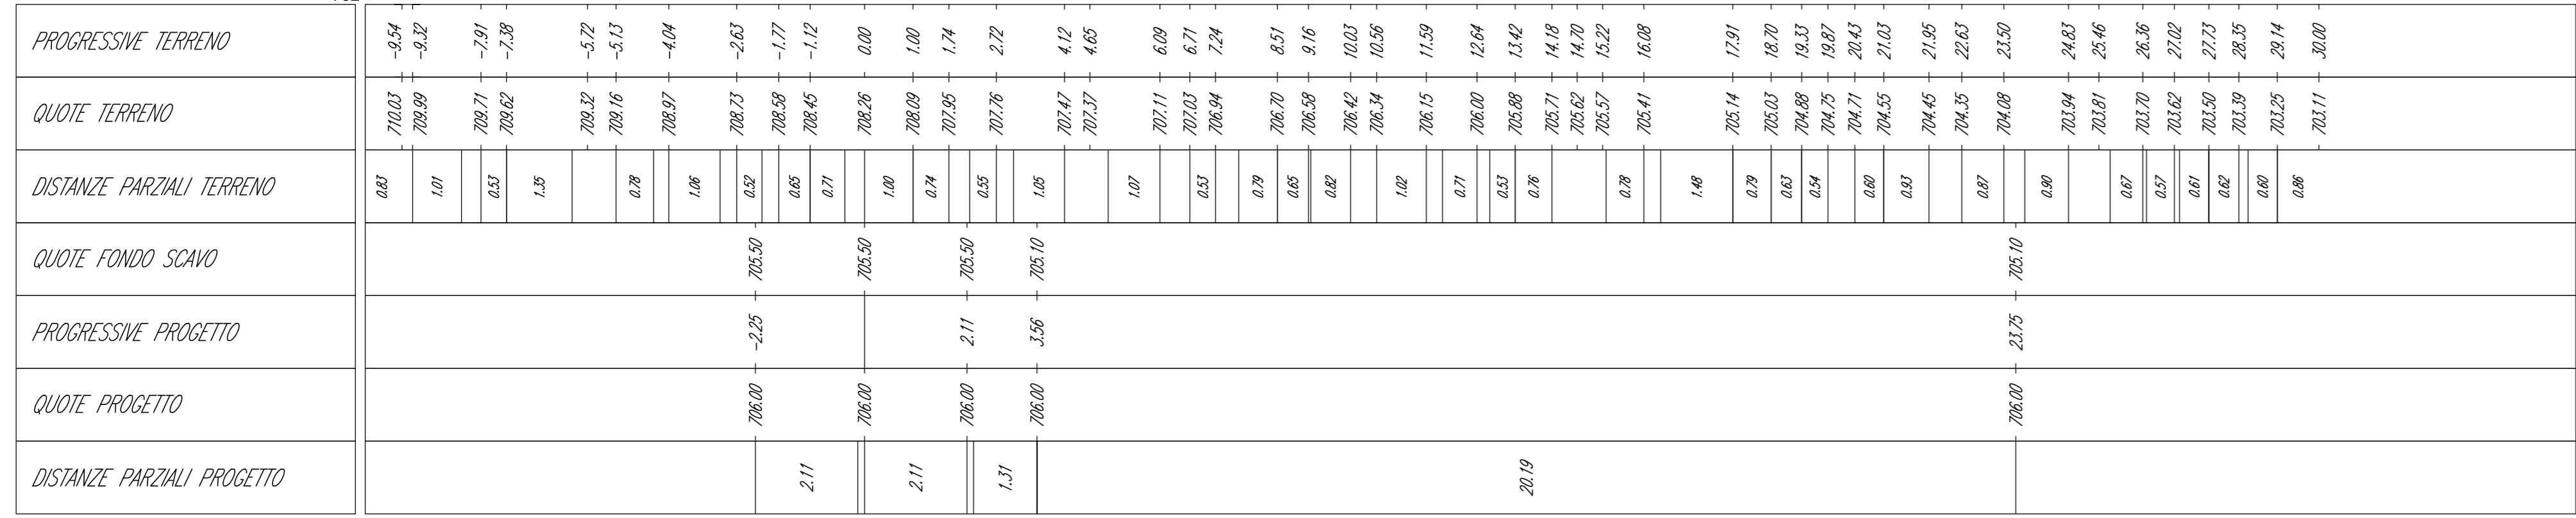 PROGRESSIVE TERRENO -9.54 -9.32 -7.91 -7.38 -5.72 -5.13 -4.04 -2.63 -1.77 -1.12 0.00 1.00 1.74 2.72 4.12 4.65 6.09 6.71 7.24 8.51 9.16 10.03 10.56 11.59 12.64 13.42 14.18 14.70 15.22 16.08 17.91 18.70 19.33 19.87 20.43 21.03 21.95 22.63 23.50 24.83 25.46 26.36 27.02 27.73 28.35 29.14 30.00
QUOTE TERRENO 710.03 709.99 709.71 709.62 709.32 709.16 708.97 708.73 708.58 708.45 708.26 708.09 707.95 707.76 707.47 707.37 707.11 707.03 706.94 706.70 706.58 706.42 706.34 706.15 706.00 705.88 705.71 705.62 705.57 705.41 705.14 705.03 704.88 704.75 704.71 704.55 704.45 704.35 704.08 703.94 703.81 703.70 703.62 703.50 703.39 703.25 703.11
DISTANZE PARZIALI TERRENO 0.83 1.01 0.53 1.35 0.78 1.06 0.52 0.65 0.71 1.00 0.74 0.55 1.05 1.07 0.53 0.79 0.65 0.82 1.02 0.71 0.53 0.76 0.78 1.48 0.79 0.63 0.54 0.60 0.93 0.87 0.90 0.67 0.57 0.61 0.62 0.60 0.86
QUOTE FONDO SCAVO 705.50 705.50 705.50 705.10 705.10
PROGRESSIVE PROGETTO -2.25 2.11 3.56 23.75
QUOTE PROGETTO 706.00 706.00 706.00 706.00 706.00
DISTANZE PARZIALI PROGETTO 2.11 2.11 1.31 20.19